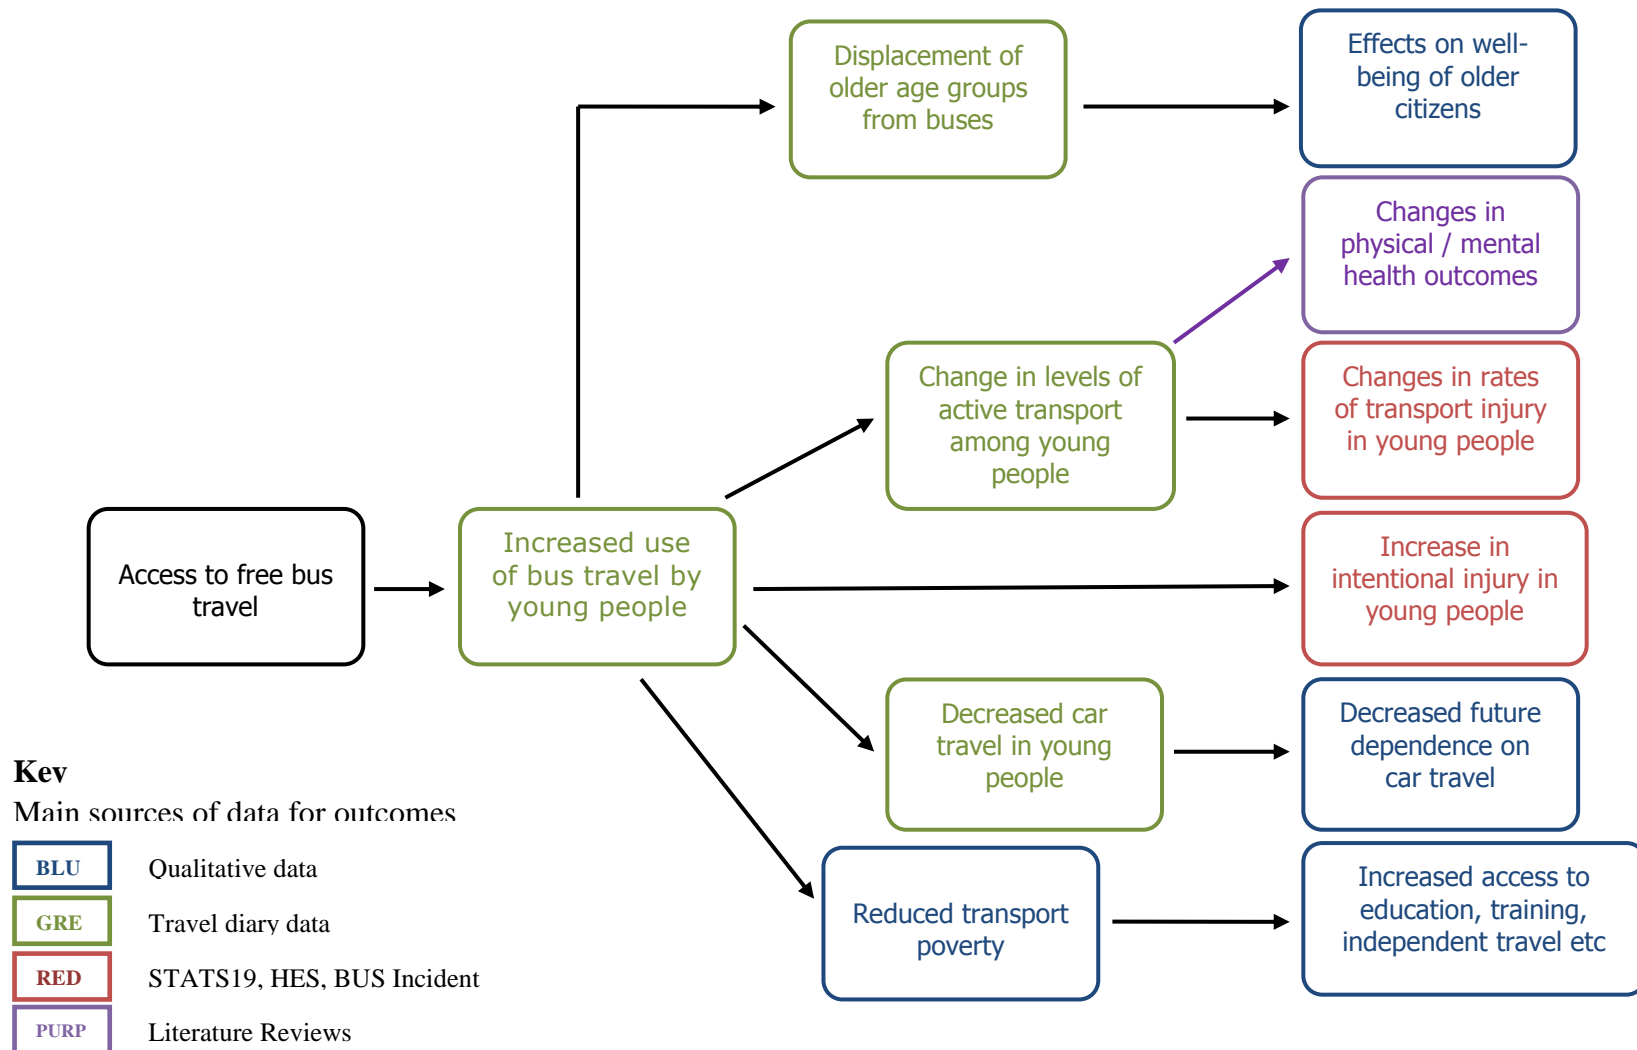 Displacement of
older age groups
from buses
Effects on well-
being of older
citizens
Changes in
physical / mental
health outcomes
Change in levels of
active transport
among young
people
Changes in rates
of transport injury
in young people
Access to free bus
travel
Increased use
of bus travel by
young people
Increase in
intentional injury in
young people
Decreased car
travel in young
people
Decreased future
dependence on
car travel
Reduced transport
poverty
Increased access to
education, training,
independent travel etc
Key
Main sources of data for outcomes
BLU Qualitative data
GRE Travel diary data
RED STATS19, HES, BUS Incident
PURP Literature Reviews